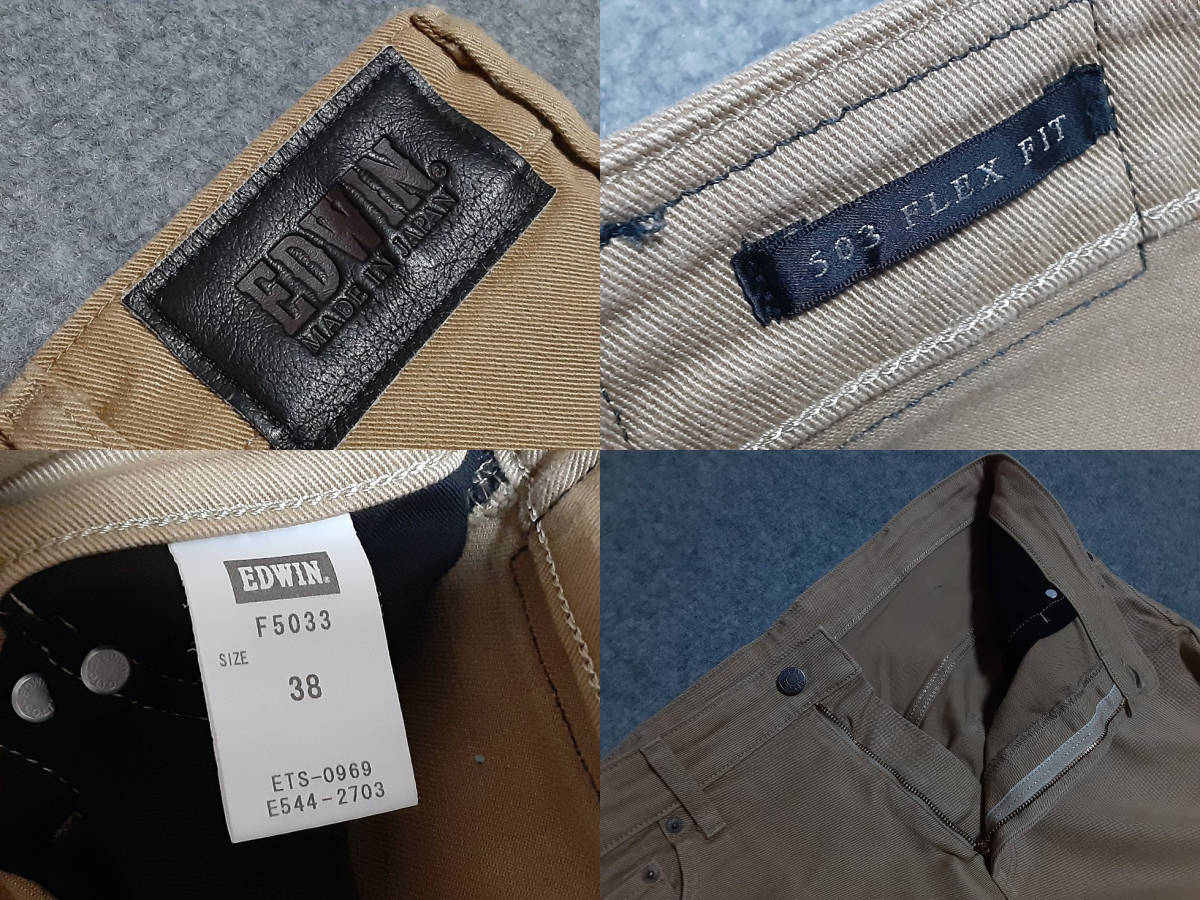 EDWIN®
MADE IN JAPAN
503 FLEX FIT
EDWIN®
F5033
SIZE
38
ETS-0969
E544-2703